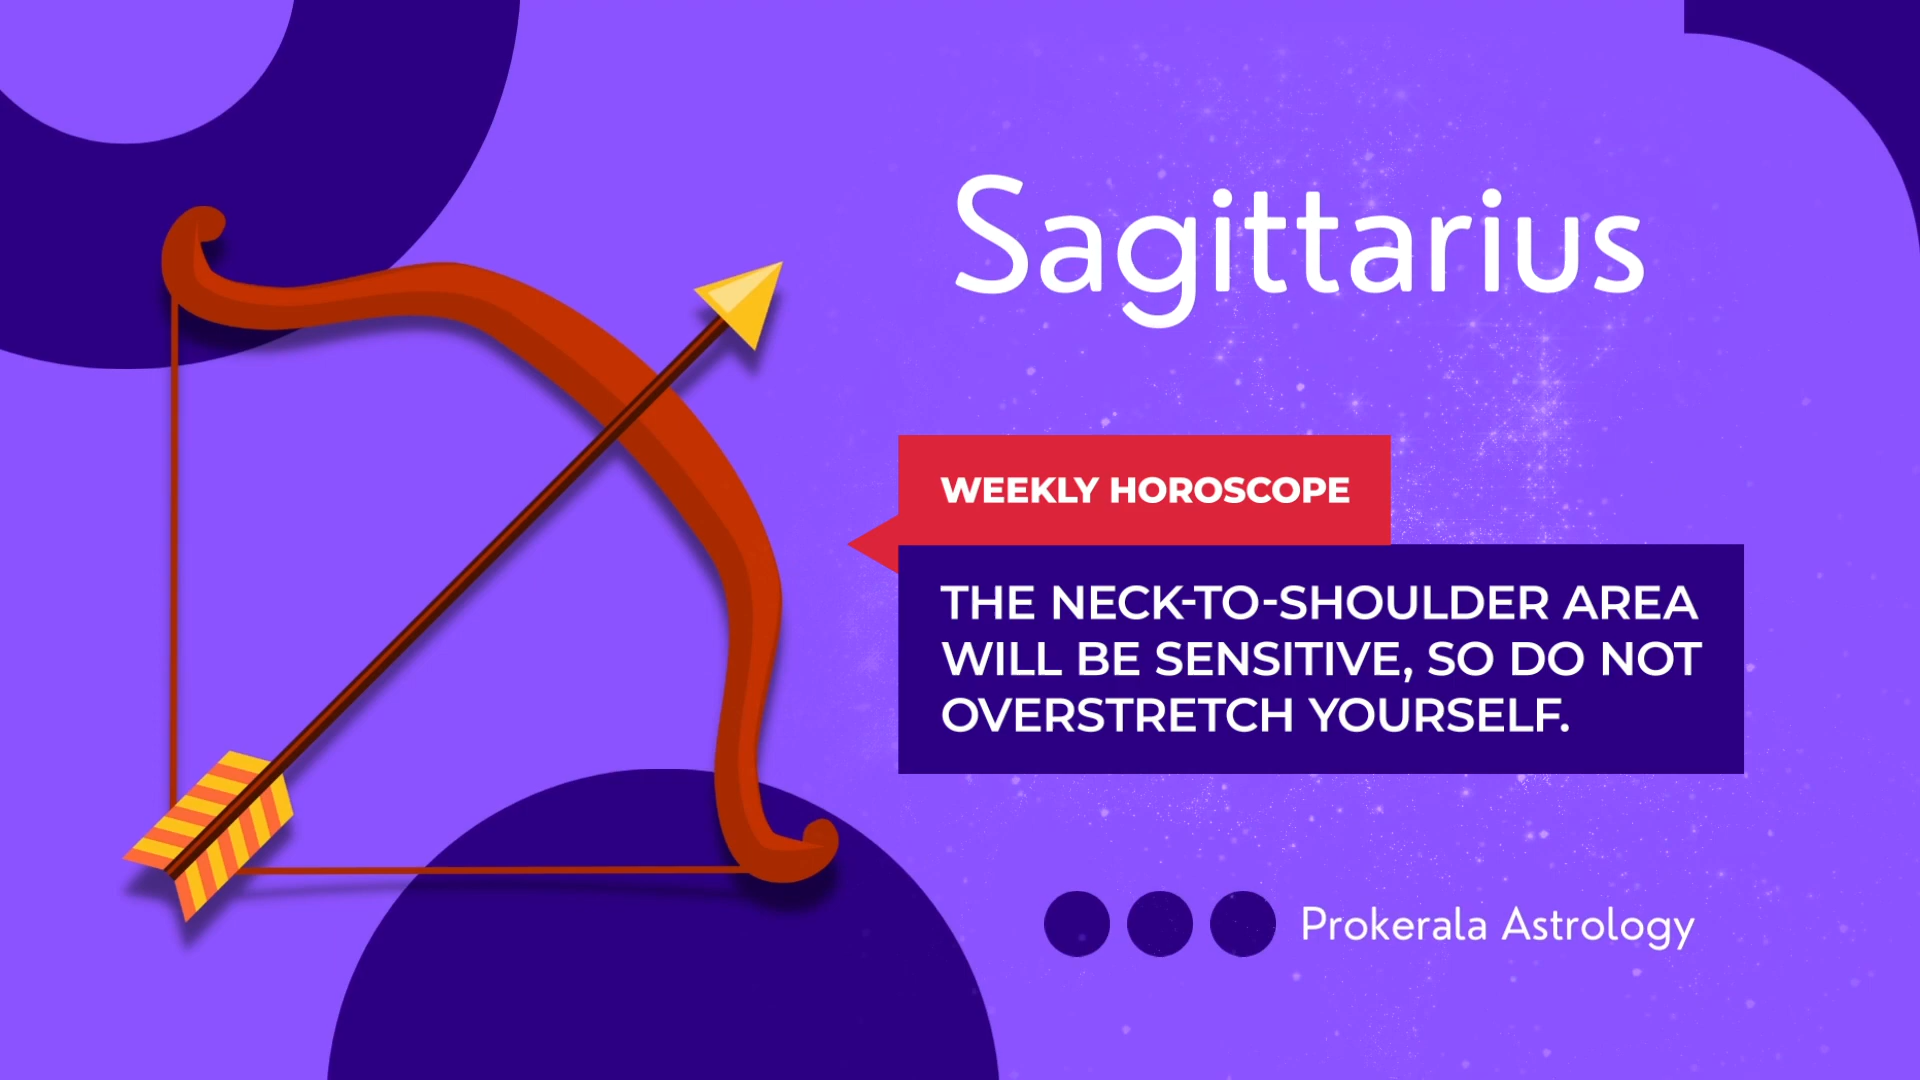 Sagittarius
WEEKLY HOROSCOPE
THE NECK-TO-SHOULDER AREA
WILL BE SENSITIVE, SO DO NOT
OVERSTRETCH YOURSELF.
Prokerala Astrology